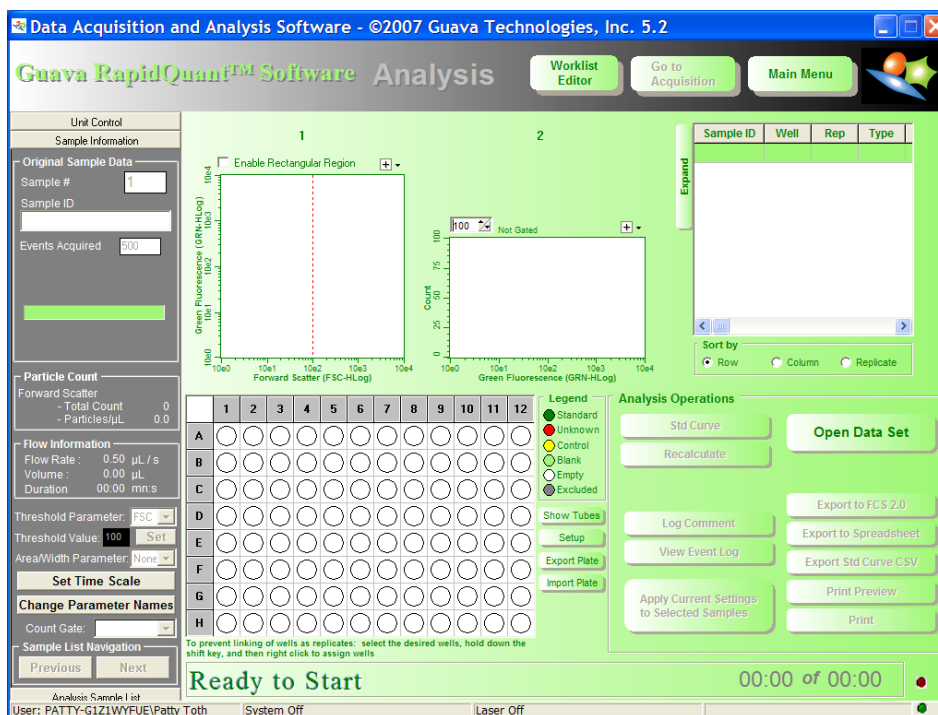 Data Acquisition and Analysis Software - ©2007 Guava Technologies, Inc. 5.2
Guava RapidQuant™ Software Analysis
Worklist
Editor
Go to
Acquisition
Main Menu
Unit Control
Sample Information
Original Sample Data
Sample # 1
Sample ID
Events Acquired 500
Particle Count
Forward Scatter
- Total Count 0
- Particles/µL 0.0
Flow Information
Flow Rate : 0.50 µL / s
Volume : 0.00 µL
Duration 00:00 mn:s
Threshold Parameter: FSC
Threshold Value: 100 Set
Area/Width Parameter: None
Set Time Scale
Change Parameter Names
Count Gate:
Sample List Navigation
Previous Next
Analysis Sample List
1
Enable Rectangular Region
Green Fluorescence (GRN-HLog)
10e4
10e3
10e2
10e1
10e0
10e0 10e1 10e2 10e3 10e4
Forward Scatter (FSC-HLog)
2
100 Not Gated
Count
100
75
50
25
0
10e0 10e1 10e2 10e3 10e4
Green Fluorescence (GRN-HLog)
Expand
Sample ID Well Rep Type
Sort by
Row Column Replicate
1 2 3 4 5 6 7 8 9 10 11 12
A
B
C
D
E
F
G
H
Legend
Standard
Unknown
Control
Blank
Empty
Excluded
Show Tubes
Setup
Export Plate
Import Plate
Analysis Operations
Std Curve
Recalculate
Open Data Set
Log Comment
View Event Log
Apply Current Settings
to Selected Samples
Export to FCS 2.0
Export to Spreadsheet
Export Std Curve CSV
Print Preview
Print
To prevent linking of wells as replicates: select the desired wells, hold down the
shift key, and then right click to assign wells
Ready to Start 00:00 of 00:00
User: PATTY-G1Z1WYFUE\Patty Toth System Off Laser Off